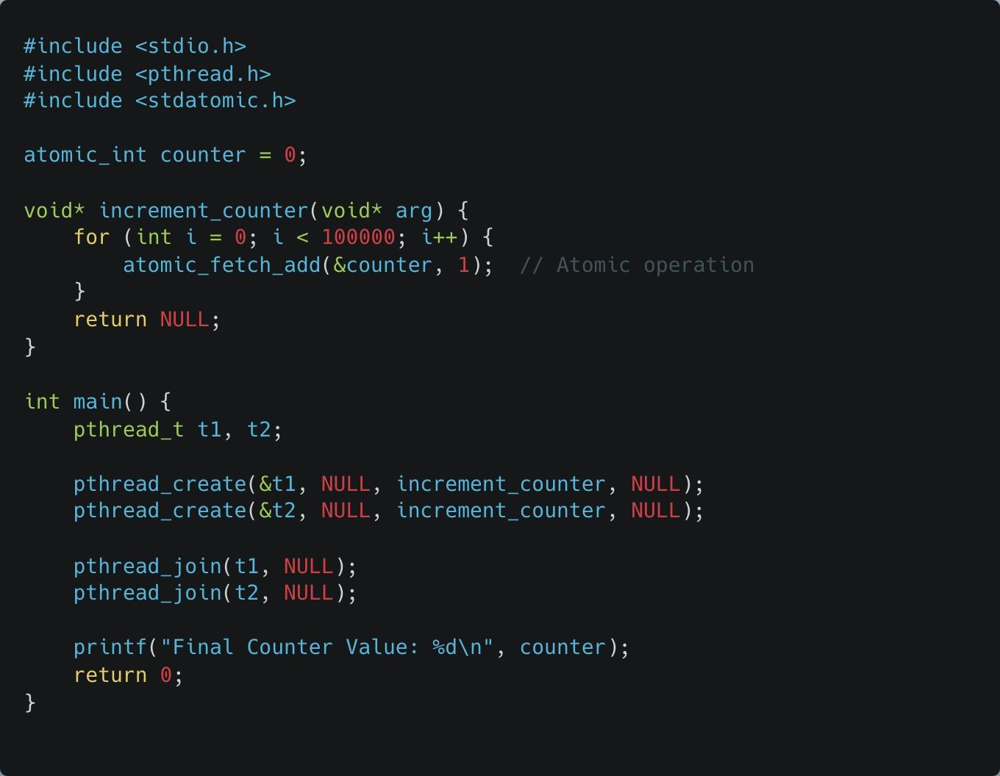 #include <stdio.h>
#include <pthread.h>
#include <stdatomic.h>

atomic_int counter = 0;

void* increment_counter(void* arg) {
    for (int i = 0; i < 100000; i++) {
        atomic_fetch_add(&counter, 1);  // Atomic operation
    }
    return NULL;
}

int main() {
    pthread_t t1, t2;

    pthread_create(&t1, NULL, increment_counter, NULL);
    pthread_create(&t2, NULL, increment_counter, NULL);

    pthread_join(t1, NULL);
    pthread_join(t2, NULL);

    printf("Final Counter Value: %d\n", counter);
    return 0;
}